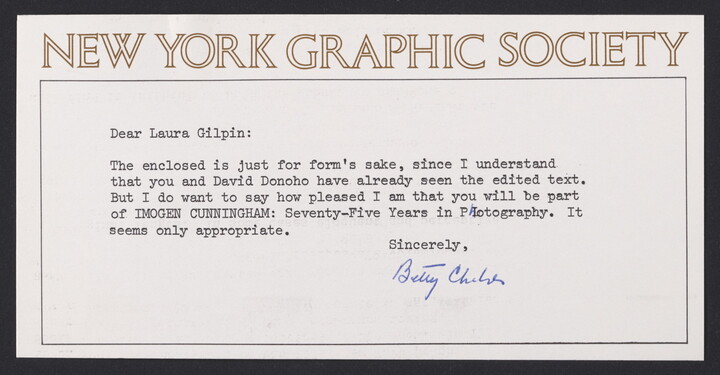 NEW YORK GRAPHIC SOCIETY
Dear Laura Gilpin:
The enclosed is just for form's sake, since I understand
that you and David Donoho have already seen the edited text.
But I do want to say how pleased I am that you will be part
of IMOGEN CUNNINGHAM: Seventy-Five Years in Photography. It
seems only appropriate.
Sincerely,
Betty